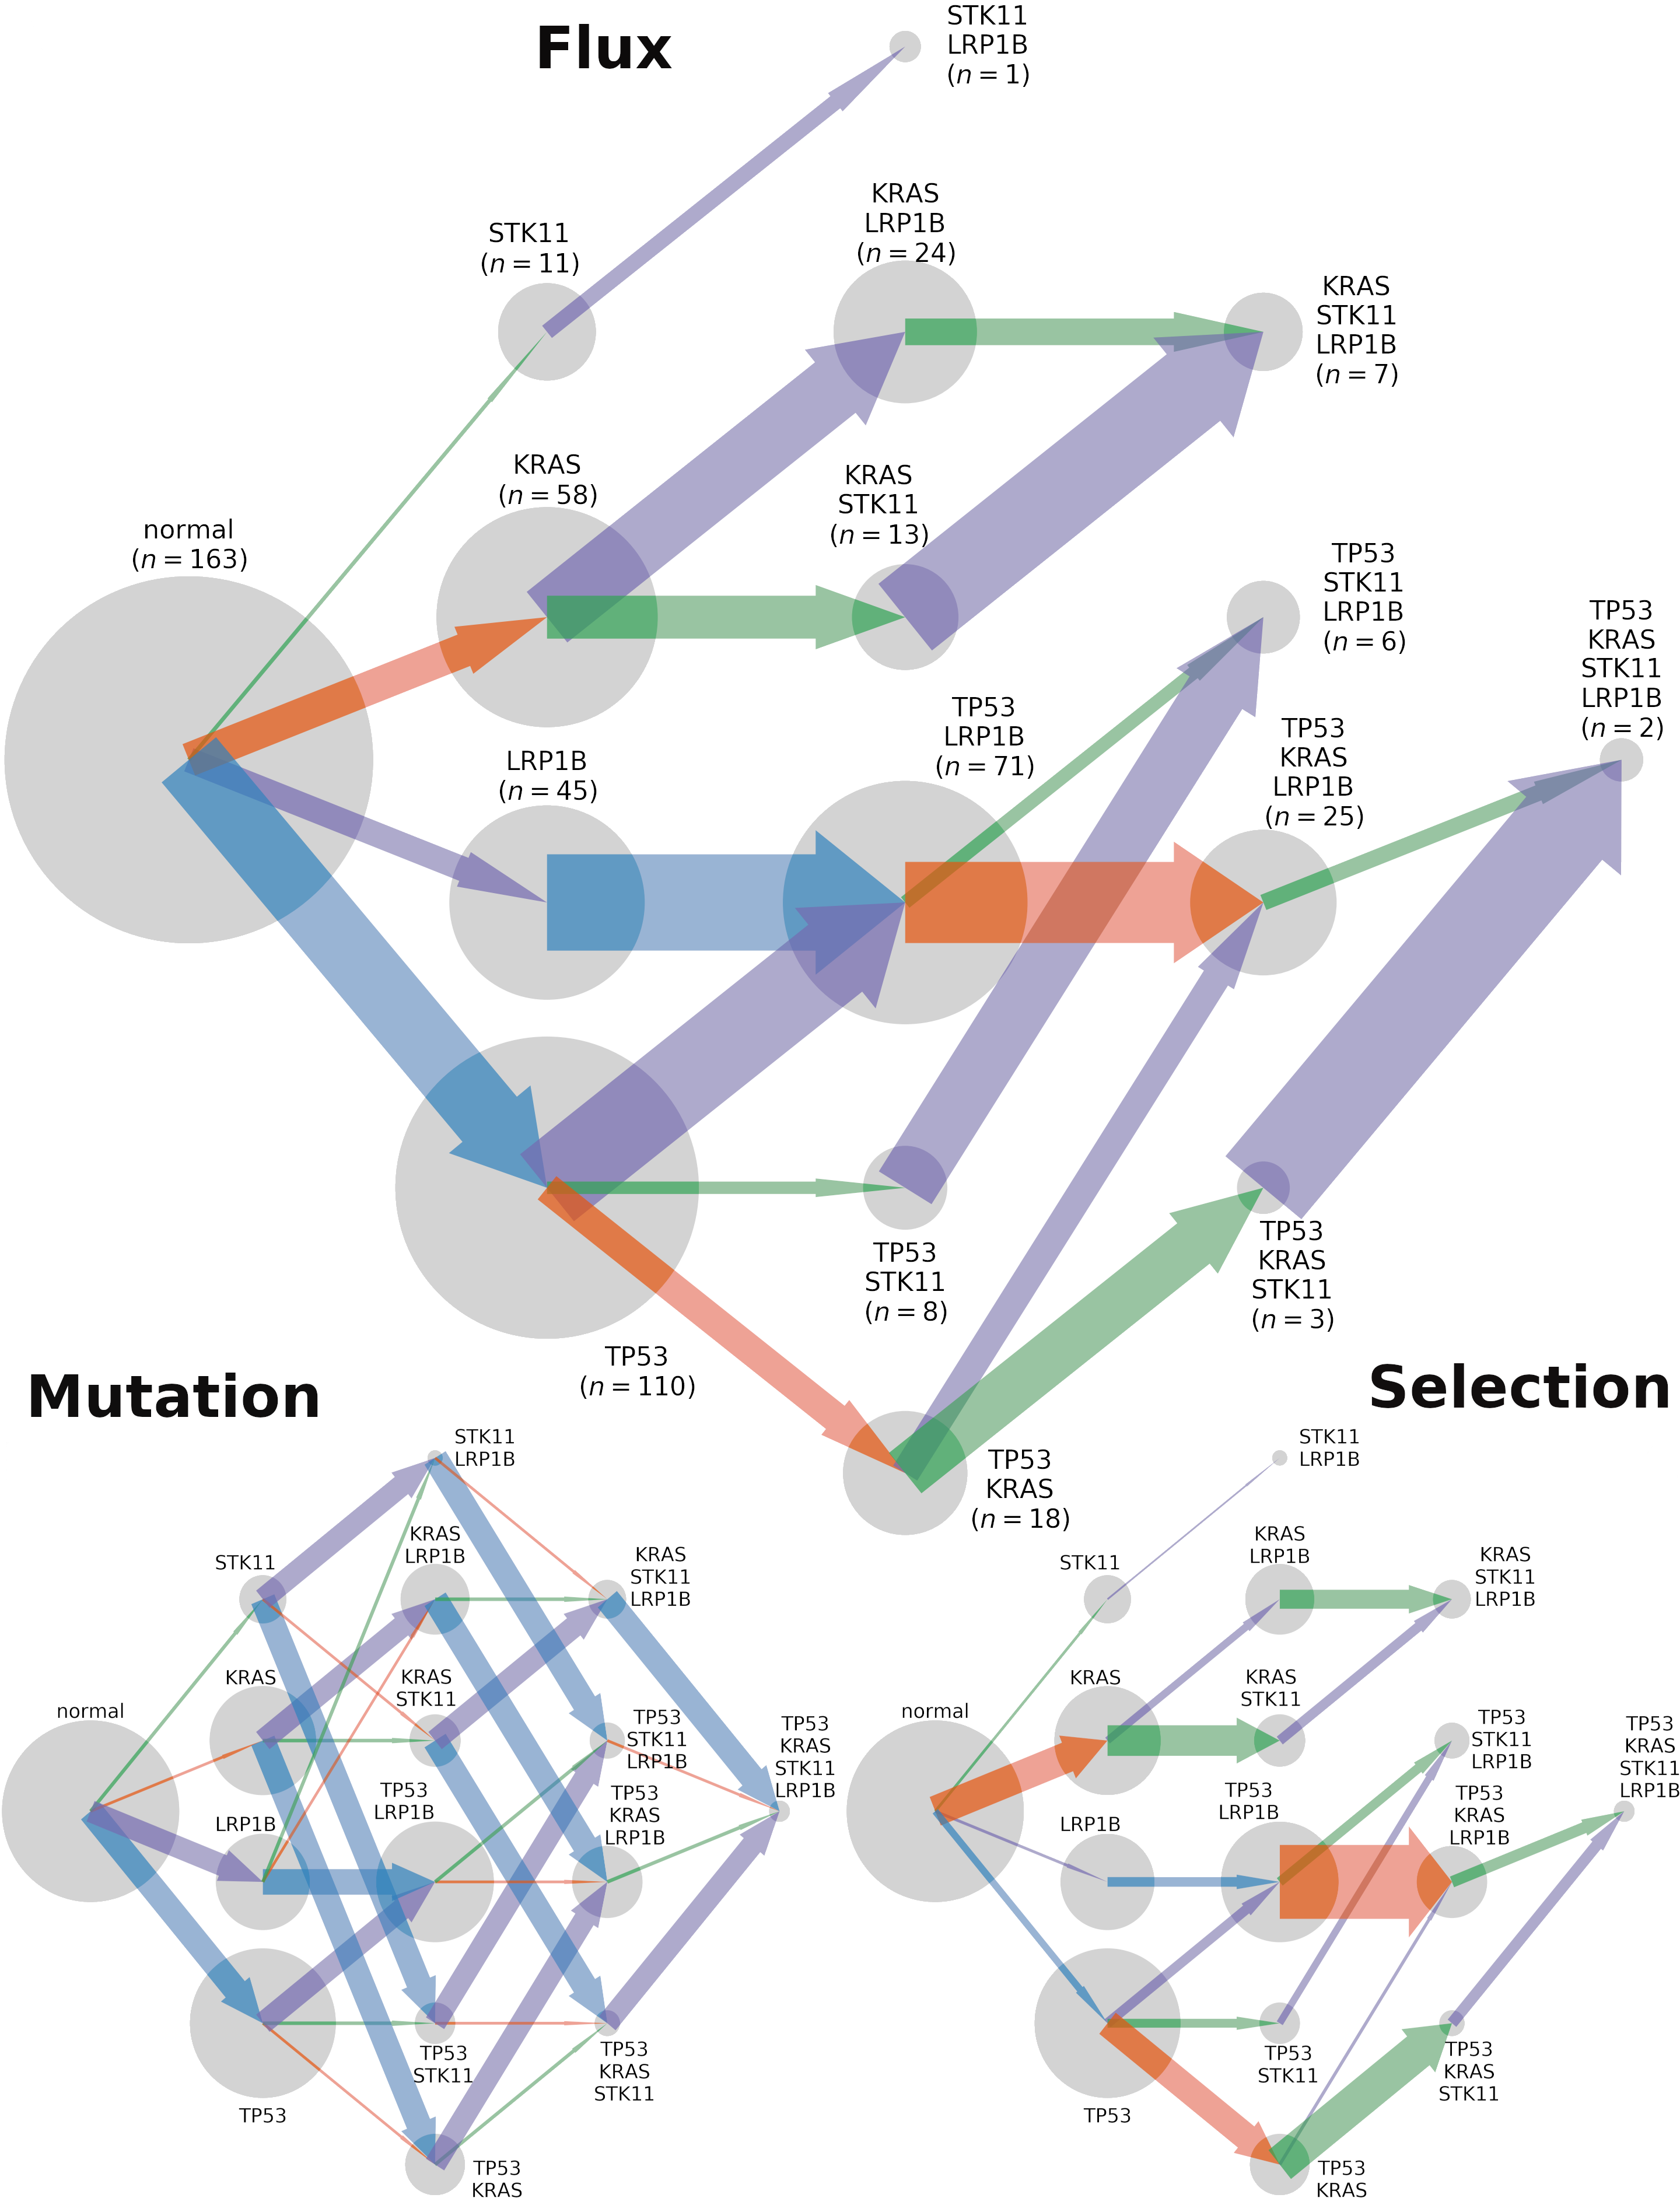 Flux
STK11
LRP1B
(n = 1)
STK11
(n = 11)
KRAS
LRP1B
(n = 24)
KRAS
STK11
LRP1B
(n = 7)
KRAS
(n = 58)
KRAS
STK11
(n = 13)
normal
(n = 163)
TP53
STK11
LRP1B
(n = 6)
TP53
KRAS
STK11
LRP1B
(n = 2)
LRP1B
(n = 45)
TP53
LRP1B
(n = 71)
TP53
KRAS
LRP1B
(n = 25)
TP53
(n = 110)
TP53
STK11
(n = 8)
TP53
KRAS
STK11
(n = 3)
TP53
KRAS
(n = 18)
Mutation
STK11
LRP1B
STK11
KRAS
LRP1B
KRAS
STK11
LRP1B
KRAS
KRAS
STK11
normal
TP53
STK11
LRP1B
TP53
KRAS
STK11
LRP1B
LRP1B
TP53
LRP1B
TP53
KRAS
LRP1B
TP53
TP53
STK11
TP53
KRAS
STK11
TP53
KRAS
Selection
STK11
LRP1B
STK11
KRAS
LRP1B
KRAS
STK11
LRP1B
KRAS
KRAS
STK11
normal
TP53
STK11
LRP1B
TP53
KRAS
STK11
LRP1B
LRP1B
TP53
LRP1B
TP53
KRAS
LRP1B
TP53
TP53
STK11
TP53
KRAS
STK11
TP53
KRAS